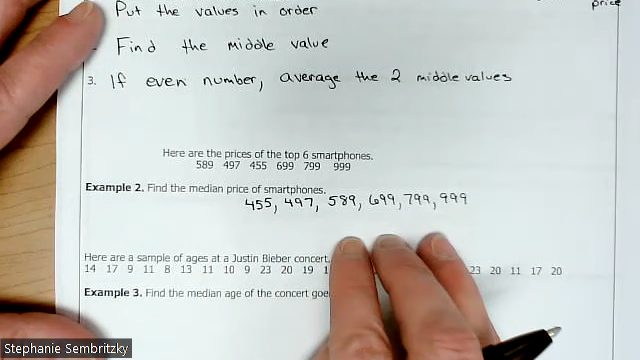 price
Put the values in order
Find the middle value
3. If even number, average the 2 middle values
Here are the prices of the top 6 smartphones.
589 497 455 699 799 999
Example 2. Find the median price of smartphones.
455, 497, 589, 699, 799, 999
Here are a sample of ages at a Justin Bieber concert.
14 17 9 11 8 13 11 10 9 23 20 19 23 20 11 17 20
Example 3. Find the median age of the concert
Stephanie Sembritzky